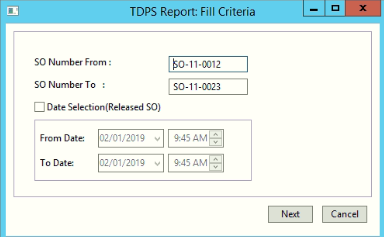 TDPS Report: Fill Criteria
SO Number From : SO-11-0012
SO Number To : SO-11-0023
Date Selection(Released SO)
From Date: 02/01/2019 9:45 AM
To Date: 02/01/2019 9:45 AM
Next Cancel